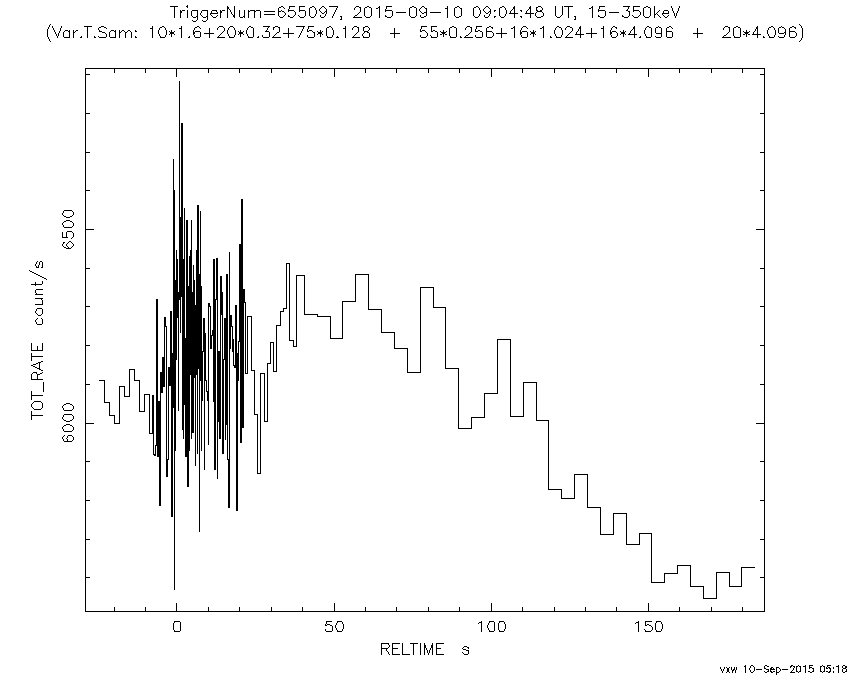 TriggerNum=655097, 2015-09-10 09:04:48 UT, 15-350keV
(Var.T.Sam: 10*1.6+20*0.32+75*0.128 + 55*0.256+16*1.024+16*4.096 + 20*4.096)
TOT_RATE count/s
6500
6000
0 50 100 150
RELTIME s
vxw 10-Sep-2015 05:18